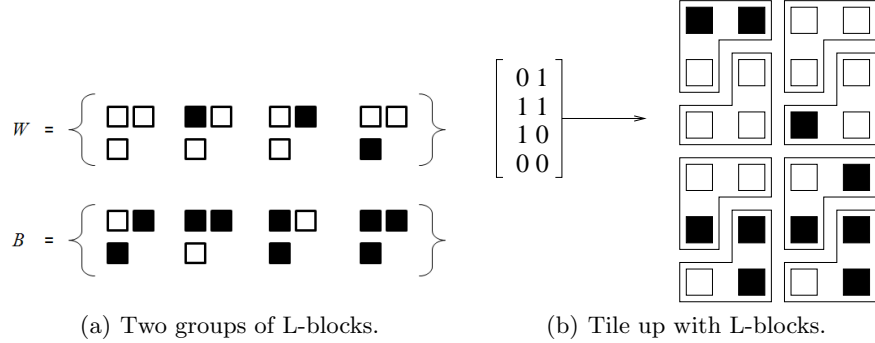 W =
B =
0 1
1 1
1 0
0 0
(a) Two groups of L-blocks.
(b) Tile up with L-blocks.